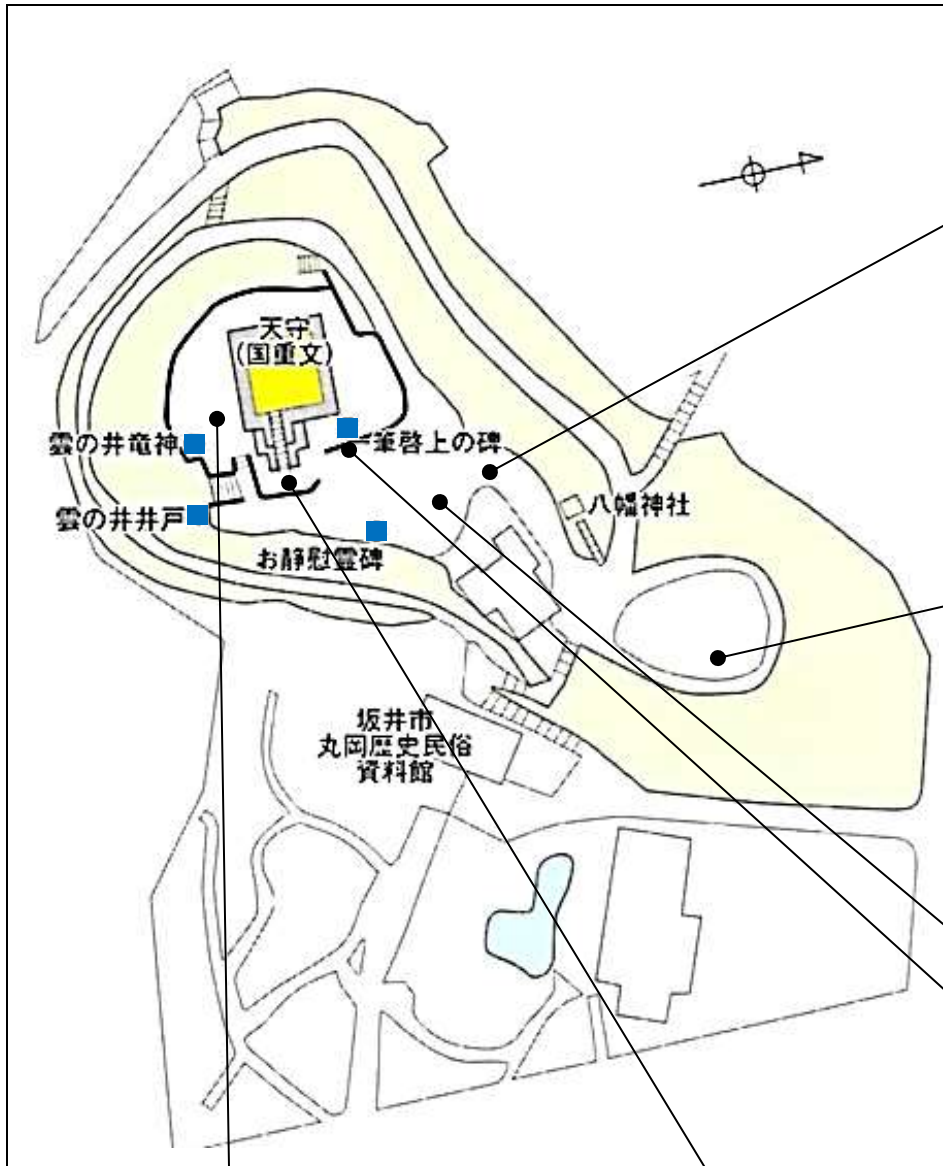 天守
(国重文)
雲の井竜神
一筆啓上の碑
雲の井井戸
お静慰霊碑
八幡神社
坂井市
丸岡歴史民俗
資料館